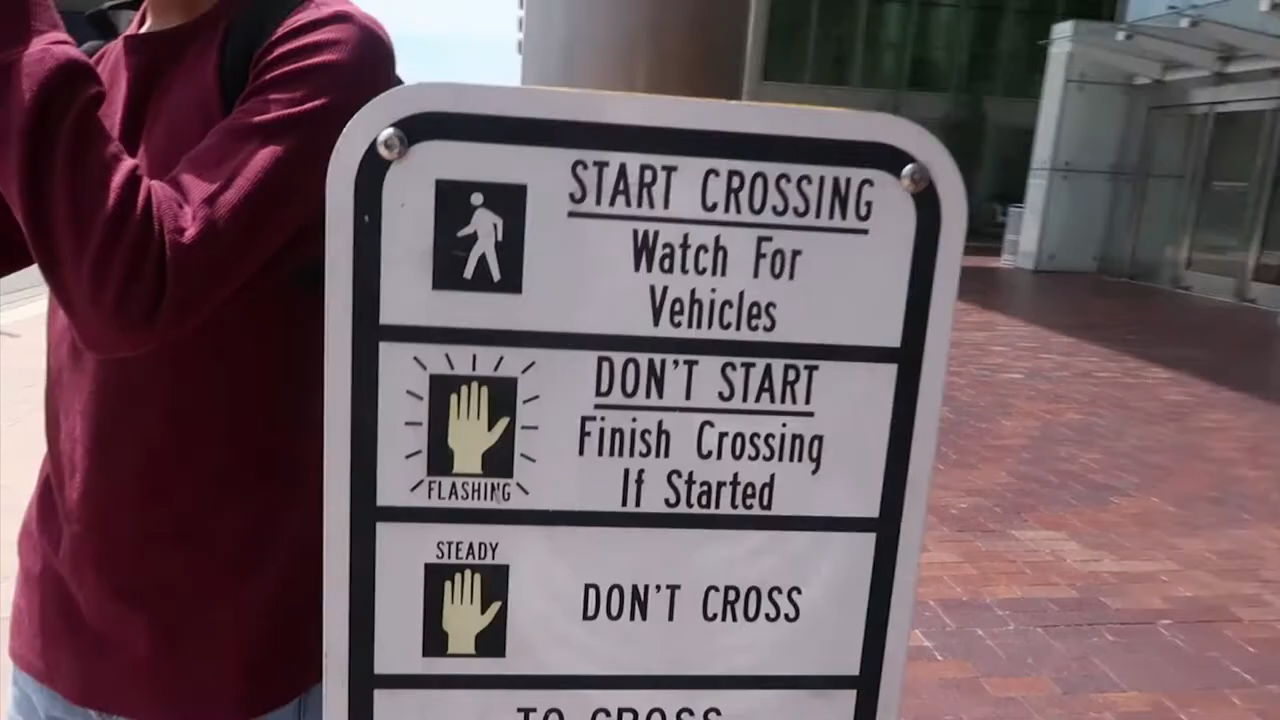 START CROSSING
Watch For
Vehicles
DON'T START
Finish Crossing
If Started
FLASHING
STEADY
DON'T CROSS
TO CROSS